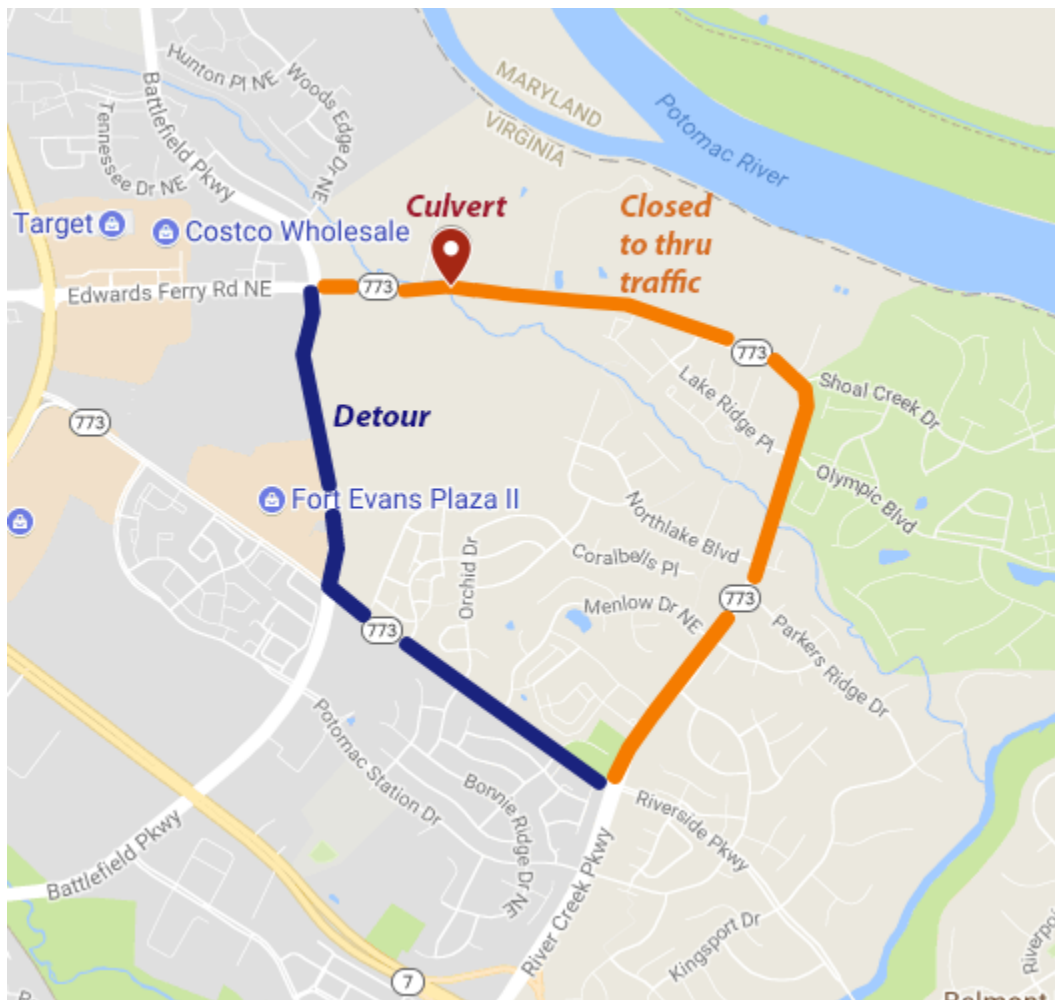 Hunton Pl NE
Woods Edge Dr NE
Battlefield Pkwy
Tennessee Dr NE
MARYLAND
VIRGINIA
Potomac River
Target
Costco Wholesale
Culvert
Closed
to thru
traffic
Edwards Ferry Rd NE
773
773
Shoal Creek Dr
Lake Ridge Pl
773
Detour
Olympic Blvd
Fort Evans Plaza II
Northlake Blvd
Orchid Dr
Coralbells Pl
773
Menlow Dr NE
773
Parkers Ridge Dr
Potomac Station Dr
Bonnie Ridge Dr NE
Riverside Pkwy
Battlefield Pkwy
River Creek Pkwy
Kingsport Dr
7
Belmont